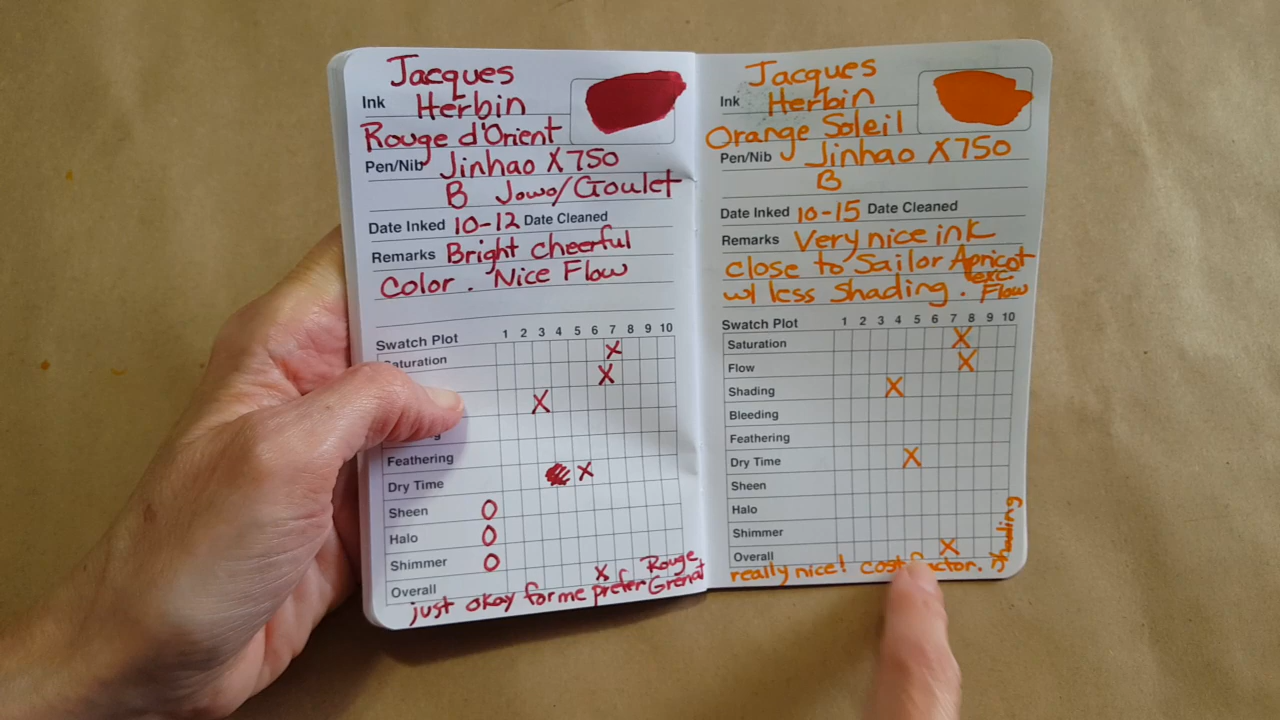 Jacques
Ink Herbin
Rouge d'Orient
Pen/Nib Jinhao X750
B Jowo/Goulet
Date Inked 10-12 Date Cleaned
Remarks Bright cheerful
Color. Nice Flow
Swatch Plot 1 2 3 4 5 6 7 8 9 10
Saturation X
X
X
Feathering
Dry Time X
Sheen O
Halo O
Shimmer O
Overall X
just okay for me prefer Rouge
Grenat
Jacques
Ink Herbin
Orange Soleil
Pen/Nib Jinhao X750
B
Date Inked 10-15 Date Cleaned
Remarks Very nice ink
close to Sailor Apricot
w/ less shading. exc.
Flow
Swatch Plot 1 2 3 4 5 6 7 8 9 10
Saturation X
Flow X
Shading X
Bleeding
Feathering
Dry Time X
Sheen
Halo
Shimmer
Overall X
really nice! cost
shading